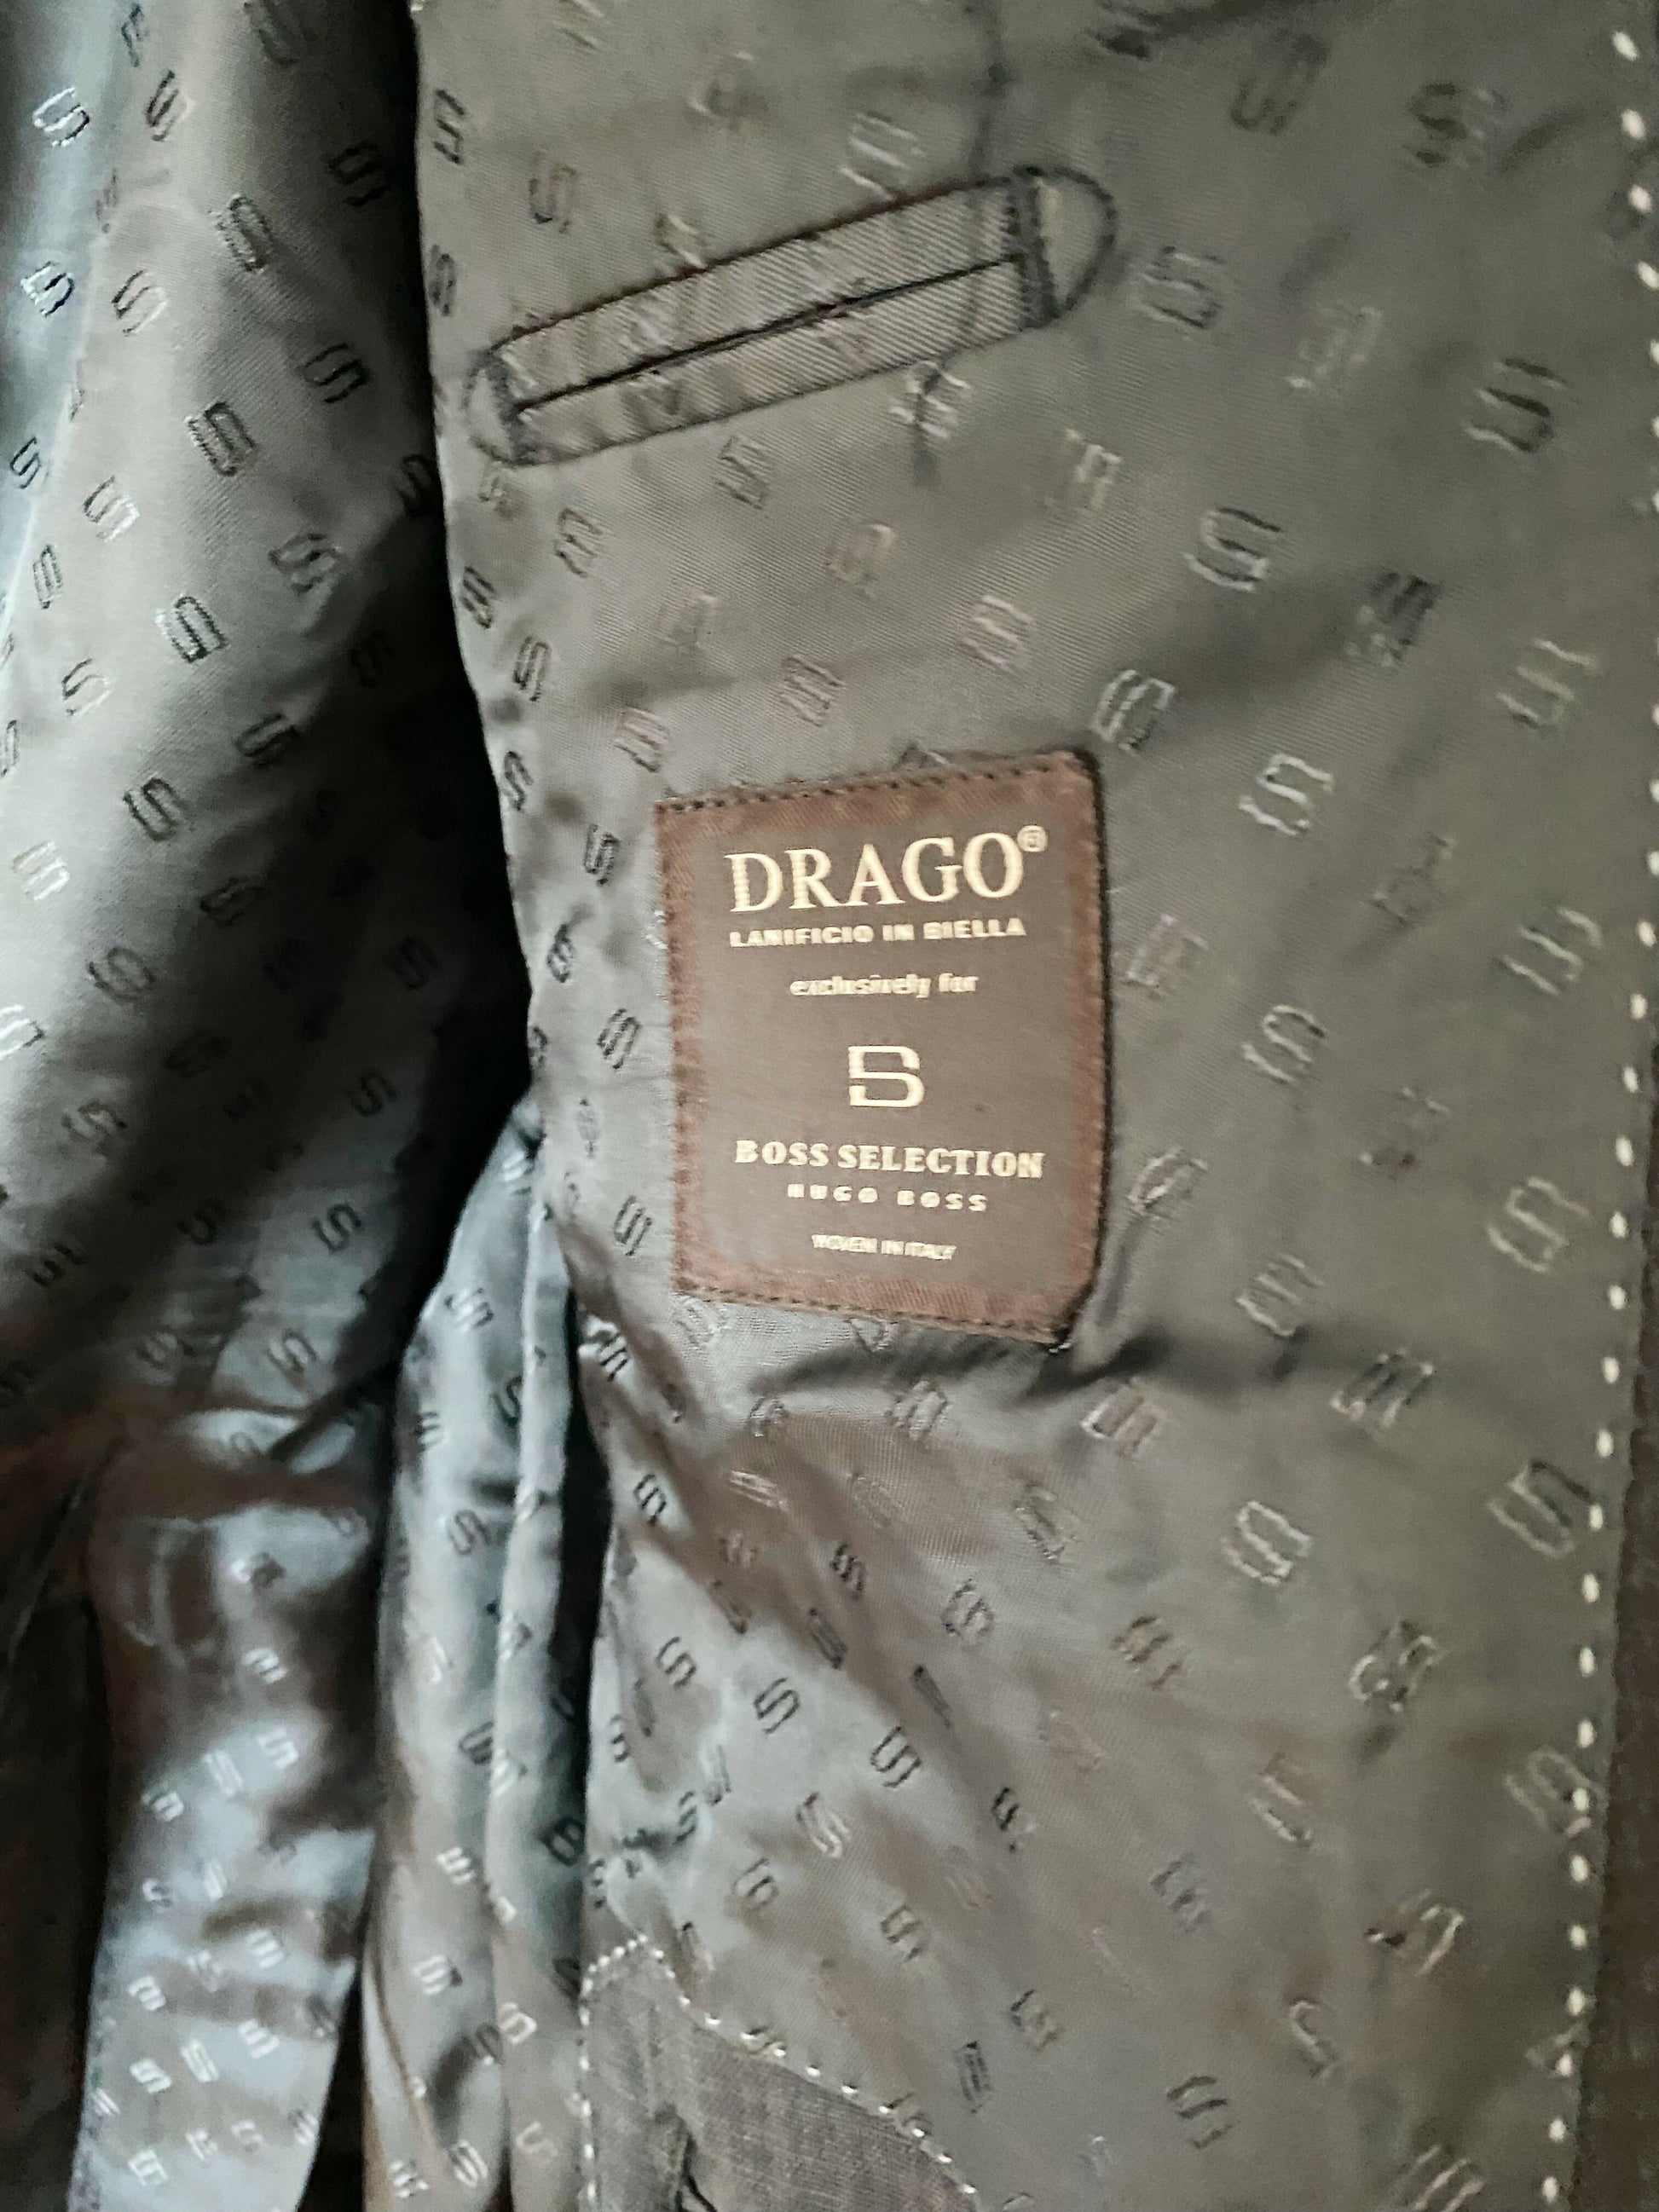 DRAGO®
LANIFICIO IN BIELLA
exclusively for
BOSS SELECTION
HUGO BOSS
WOVEN IN ITALY